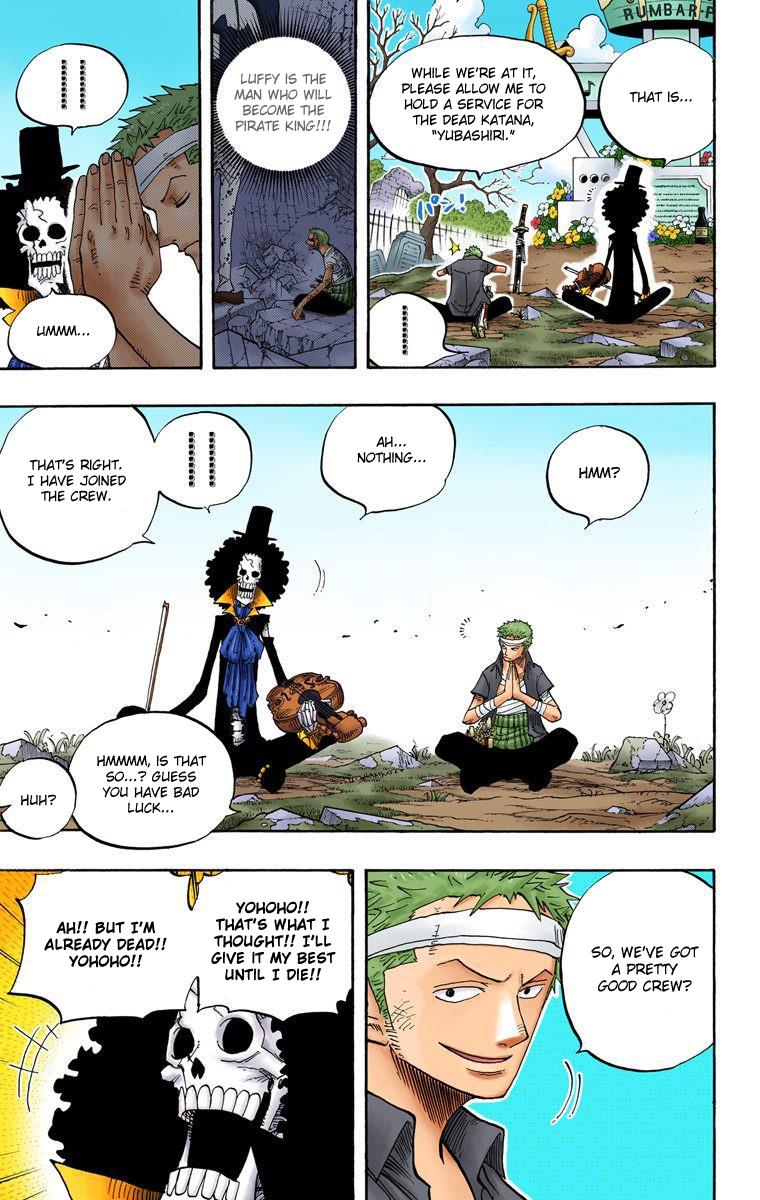 RUMBAR P
THAT IS...
WHILE WE'RE AT IT,
PLEASE ALLOW ME TO
HOLD A SERVICE FOR
THE DEAD KATANA,
"YUBASHIRI."
パン!
LUFFY IS THE
MAN WHO WILL
BECOME THE
PIRATE KING!!!
UMMM...
HMM?
AH...
NOTHING...
THAT'S RIGHT.
I HAVE JOINED
THE CREW.
HMMMM, IS THAT
SO...? GUESS
YOU HAVE BAD
LUCK...
HUH?
SO, WE'VE GOT
A PRETTY
GOOD CREW?
YOHOHO!!
THAT'S WHAT I
THOUGHT!! I'LL
GIVE IT MY BEST
UNTIL I DIE!!
AH!! BUT I'M
ALREADY DEAD!!
YOHOHO!!